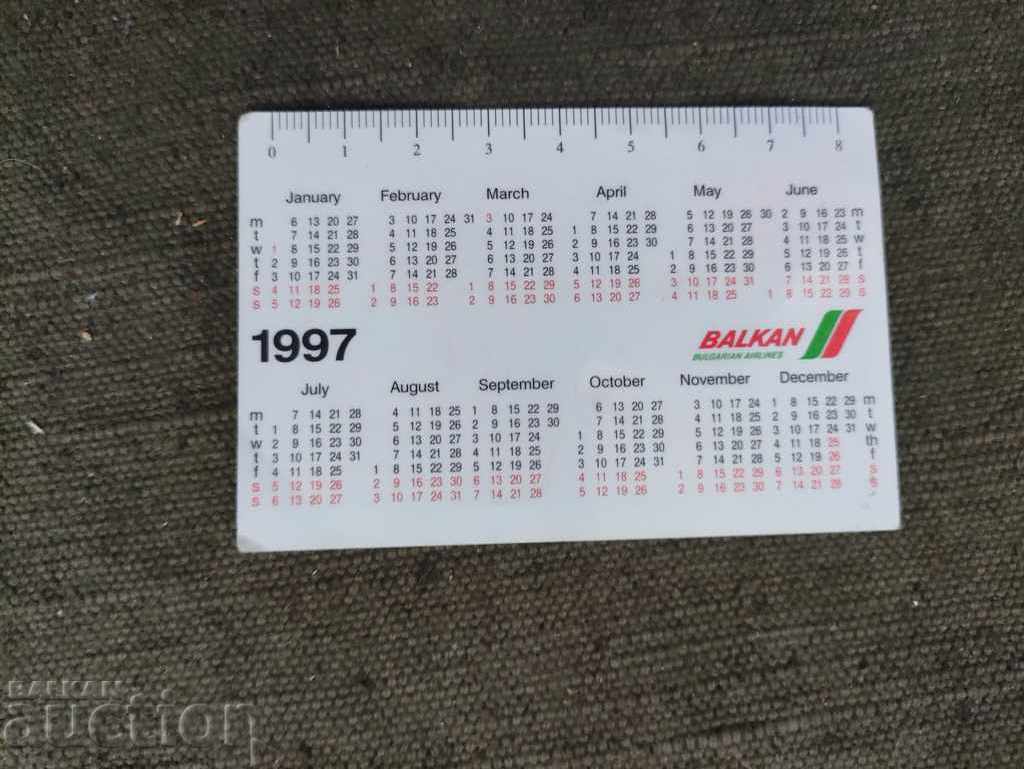 0 1 2 3 4 5 6 7 8
January February March April May June
m 6 13 20 27 3 10 17 24 31 3 10 17 24 7 14 21 28 5 12 19 26 30 2 9 16 23 m
t 7 14 21 28 4 11 18 25 4 11 18 25 1 8 15 22 29 6 13 20 27 3 10 17 24 t
w 1 8 15 22 29 5 12 19 26 5 12 19 26 2 9 16 23 30 7 14 21 28 4 11 18 25 w
t 2 9 16 23 30 6 13 20 27 6 13 20 27 3 10 17 24 1 8 15 22 29 5 12 19 26 t
f 3 10 17 24 31 7 14 21 28 7 14 21 28 4 11 18 25 2 9 16 23 30 6 13 20 27 f
s 4 11 18 25 1 8 15 22 1 8 15 22 29 5 12 19 26 3 10 17 24 31 7 14 21 28 s
s 5 12 19 26 2 9 16 23 2 9 16 23 30 6 13 20 27 4 11 18 25 1 8 15 22 29 s
1997
BALKAN
BULGARIAN AIRLINES
July August September October November December
m 7 14 21 28 4 11 18 25 1 8 15 22 29 6 13 20 27 3 10 17 24 1 8 15 22 29 m
t 1 8 15 22 29 5 12 19 26 2 9 16 23 30 7 14 21 28 4 11 18 25 2 9 16 23 30 t
w 2 9 16 23 30 6 13 20 27 3 10 17 24 1 8 15 22 29 5 12 19 26 3 10 17 24 31 w
t 3 10 17 24 31 7 14 21 28 4 11 18 25 2 9 16 23 30 6 13 20 27 4 11 18 25 th
f 4 11 18 25 1 8 15 22 29 5 12 19 26 3 10 17 24 31 7 14 21 28 5 12 19 26 f
s 5 12 19 26 2 9 16 23 30 6 13 20 27 4 11 18 25 1 8 15 22 29 6 13 20 27 s
s 6 13 20 27 3 10 17 24 31 7 14 21 28 5 12 19 26 2 9 16 23 30 7 14 21 28 s
BALKAN
auction